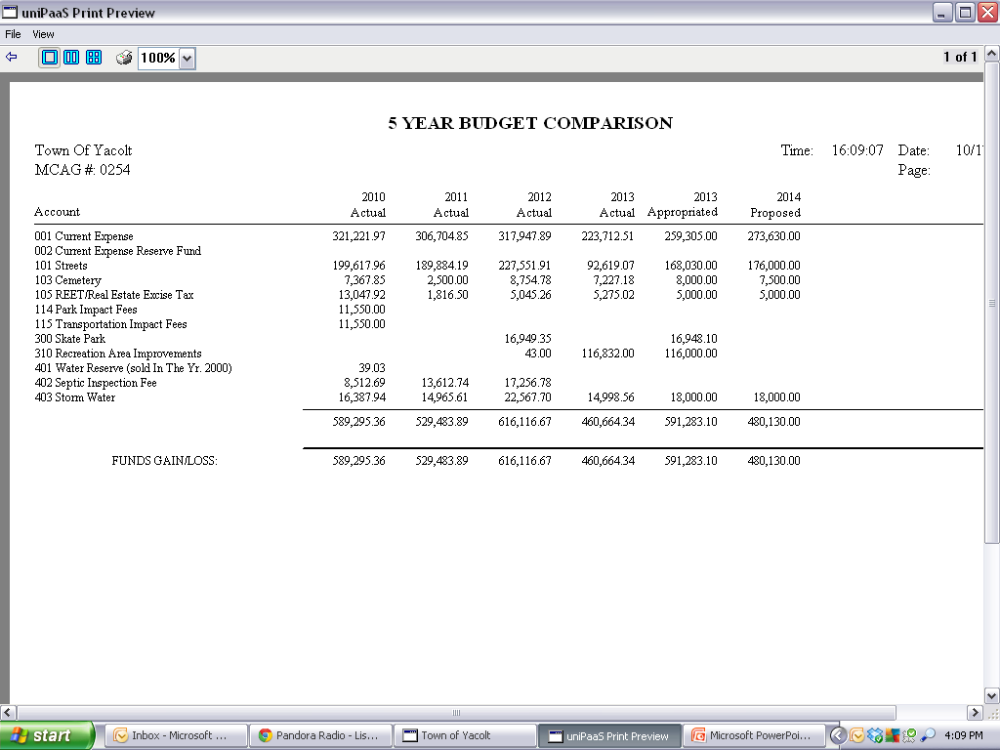 uniPaaS Print Preview
File View
100% 1 of 1
5 YEAR BUDGET COMPARISON
Town Of Yacolt Time: 16:09:07 Date: 10/1
MCAG #: 0254 Page:
2010 2011 2012 2013 2013 2014
Account Actual Actual Actual Actual Appropriated Proposed
001 Current Expense 321,221.97 306,704.85 317,947.89 223,712.51 259,305.00 273,630.00
002 Current Expense Reserve Fund
101 Streets 199,617.96 189,884.19 227,551.91 92,619.07 168,030.00 176,000.00
103 Cemetery 7,367.85 2,500.00 8,754.78 7,227.18 8,000.00 7,500.00
105 REET/Real Estate Excise Tax 13,047.92 1,816.50 5,045.26 5,275.02 5,000.00 5,000.00
114 Park Impact Fees 11,550.00
115 Transportation Impact Fees 11,550.00
300 Skate Park 16,949.35 16,948.10
310 Recreation Area Improvements 43.00 116,832.00 116,000.00
401 Water Reserve (sold In The Yr. 2000) 39.03
402 Septic Inspection Fee 8,512.69 13,612.74 17,256.78
403 Storm Water 16,387.94 14,965.61 22,567.70 14,998.56 18,000.00 18,000.00
589,295.36 529,483.89 616,116.67 460,664.34 591,283.10 480,130.00
FUNDS GAIN/LOSS: 589,295.36 529,483.89 616,116.67 460,664.34 591,283.10 480,130.00
start Inbox - Microsoft ... Pandora Radio - Lis... Town of Yacolt uniPaaS Print Preview Microsoft PowerPoi... 4:09 PM